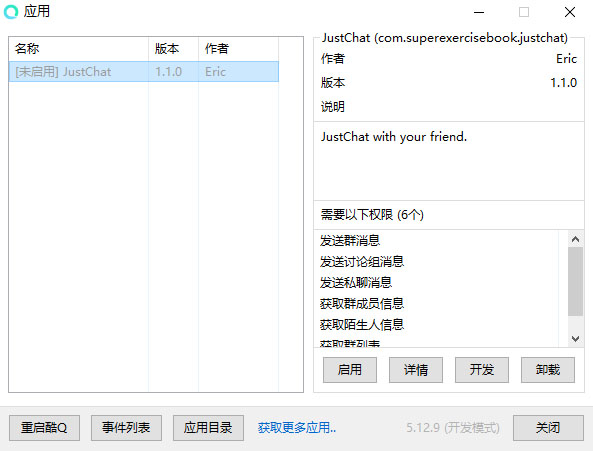 应用
名称 版本 作者
[未启用] JustChat 1.1.0 Eric
JustChat (com.superexercisebook.justchat)
作者 Eric
版本 1.1.0
说明
JustChat with your friend.
需要以下权限 (6个)
发送群消息
发送讨论组消息
发送私聊消息
获取群成员信息
获取陌生人信息
获取群列表
启用 详情 开发 卸载
重启酷Q 事件列表 应用目录 获取更多应用.. 5.12.9 (开发模式) 关闭